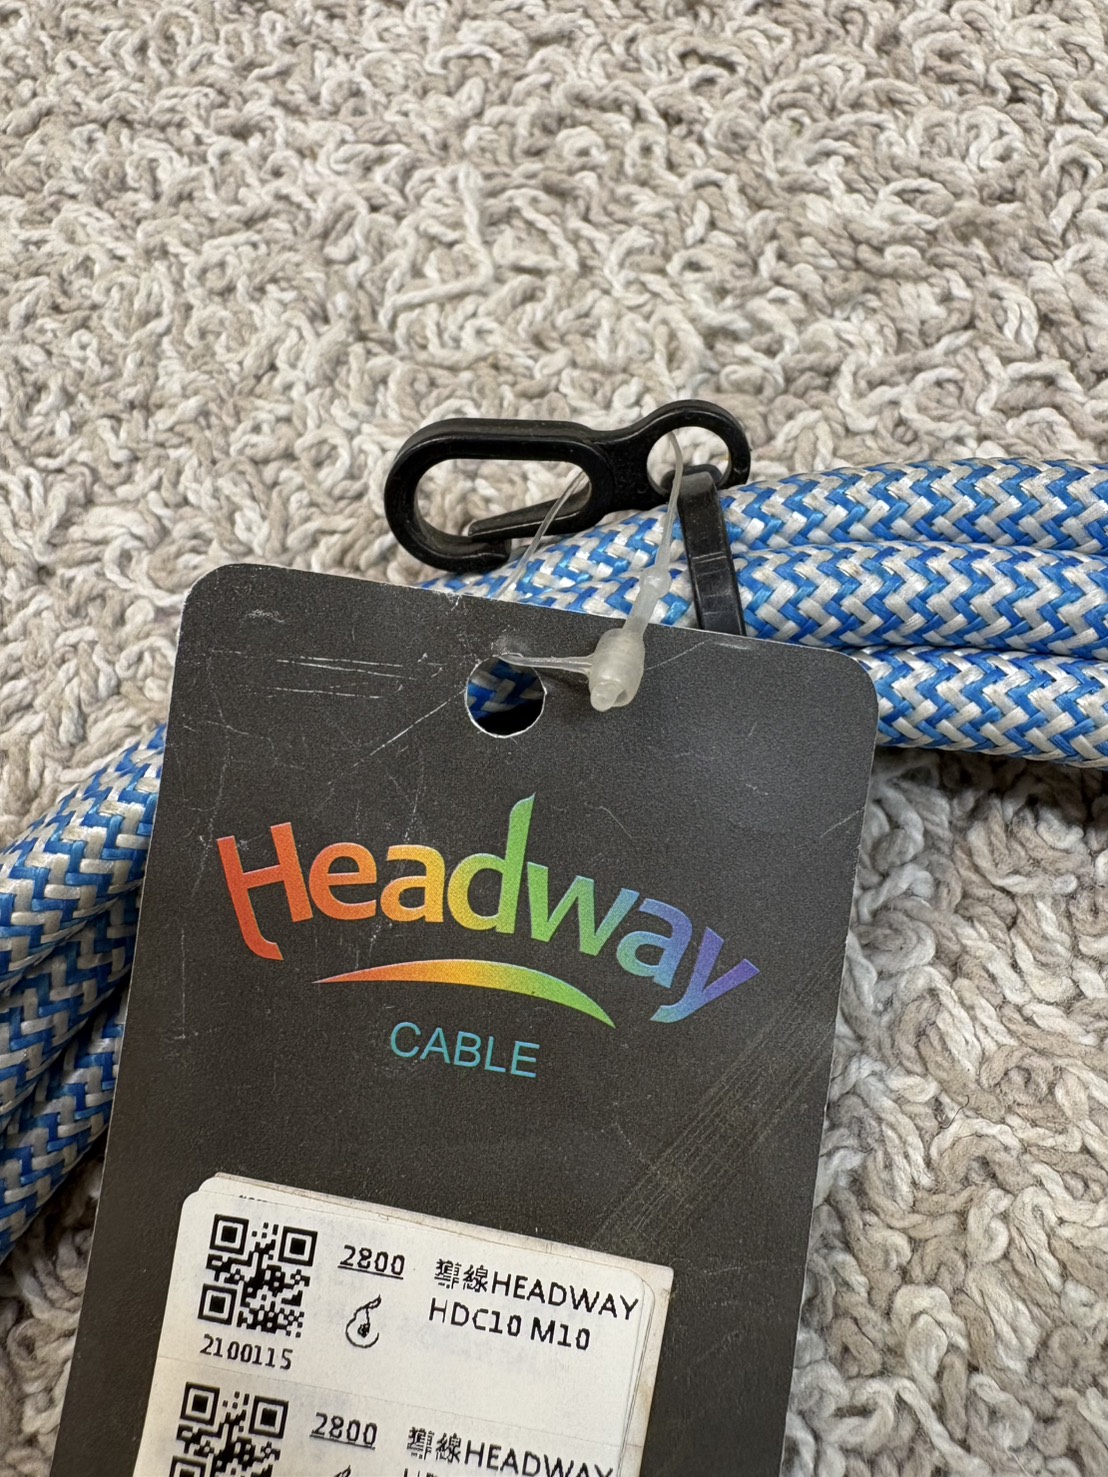 Headway
CABLE
2800 導線HEADWAY
HDC10 M10
2100115
2800 導線HEADWAY